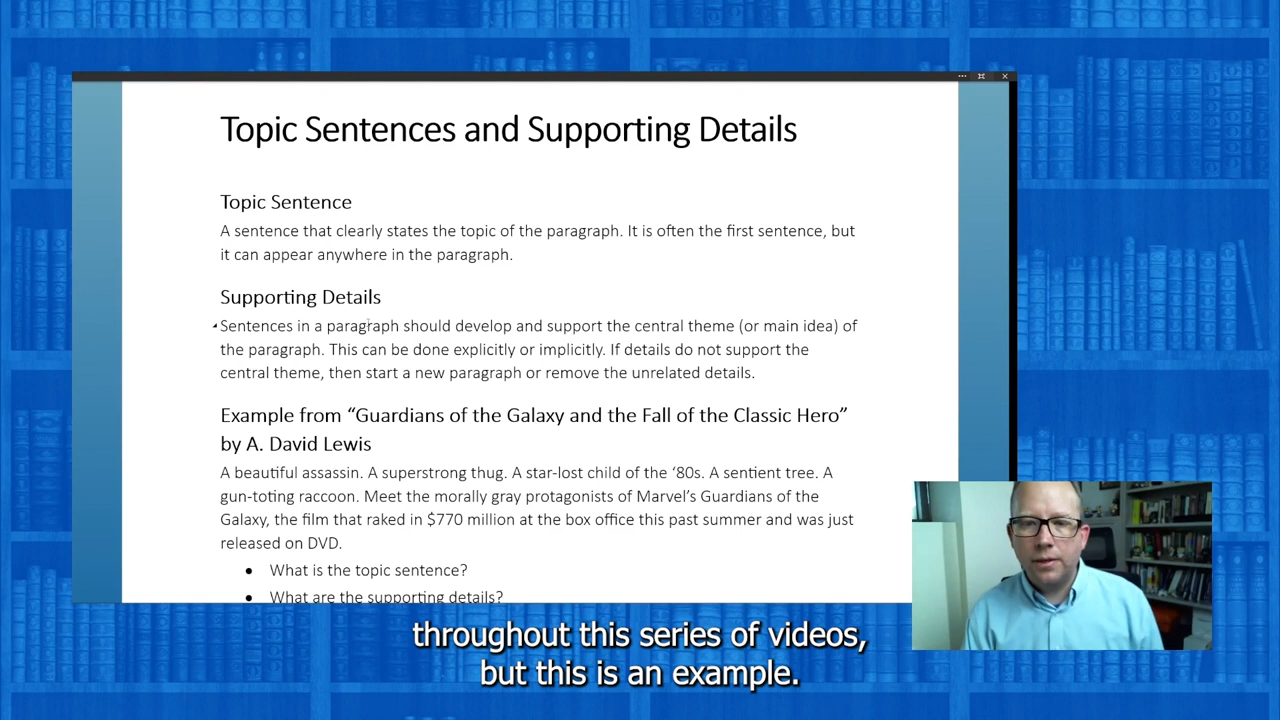 Topic Sentences and Supporting Details
Topic Sentence
A sentence that clearly states the topic of the paragraph. It is often the first sentence, but
it can appear anywhere in the paragraph.
Supporting Details
Sentences in a paragraph should develop and support the central theme (or main idea) of
the paragraph. This can be done explicitly or implicitly. If details do not support the
central theme, then start a new paragraph or remove the unrelated details.
Example from “Guardians of the Galaxy and the Fall of the Classic Hero”
by A. David Lewis
A beautiful assassin. A superstrong thug. A star-lost child of the ‘80s. A sentient tree. A
gun-toting raccoon. Meet the morally gray protagonists of Marvel’s Guardians of the
Galaxy, the film that raked in $770 million at the box office this past summer and was just
released on DVD.
• What is the topic sentence?
• What are the supporting details?
throughout this series of videos,
but this is an example.